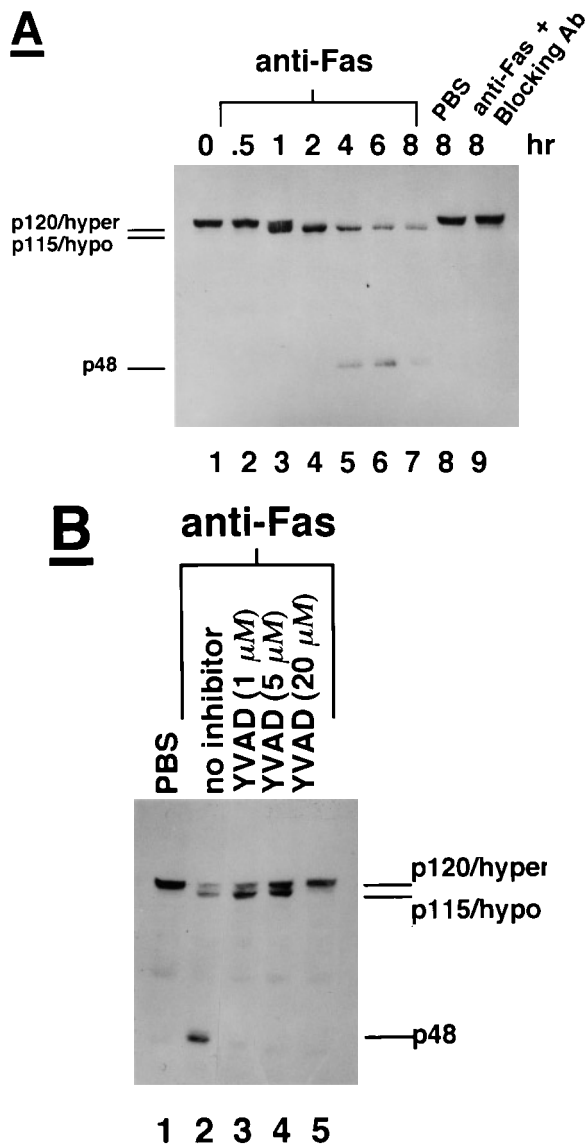 A
anti-Fas
PBS
anti-Fas +
Blocking Ab
0 .5 1 2 4 6 8 8 8 hr
p120/hyper
p115/hypo
p48
1 2 3 4 5 6 7 8 9
B
anti-Fas
PBS
no inhibitor
YVAD (1 µM)
YVAD (5 µM)
YVAD (20 µM)
p120/hyper
p115/hypo
p48
1 2 3 4 5